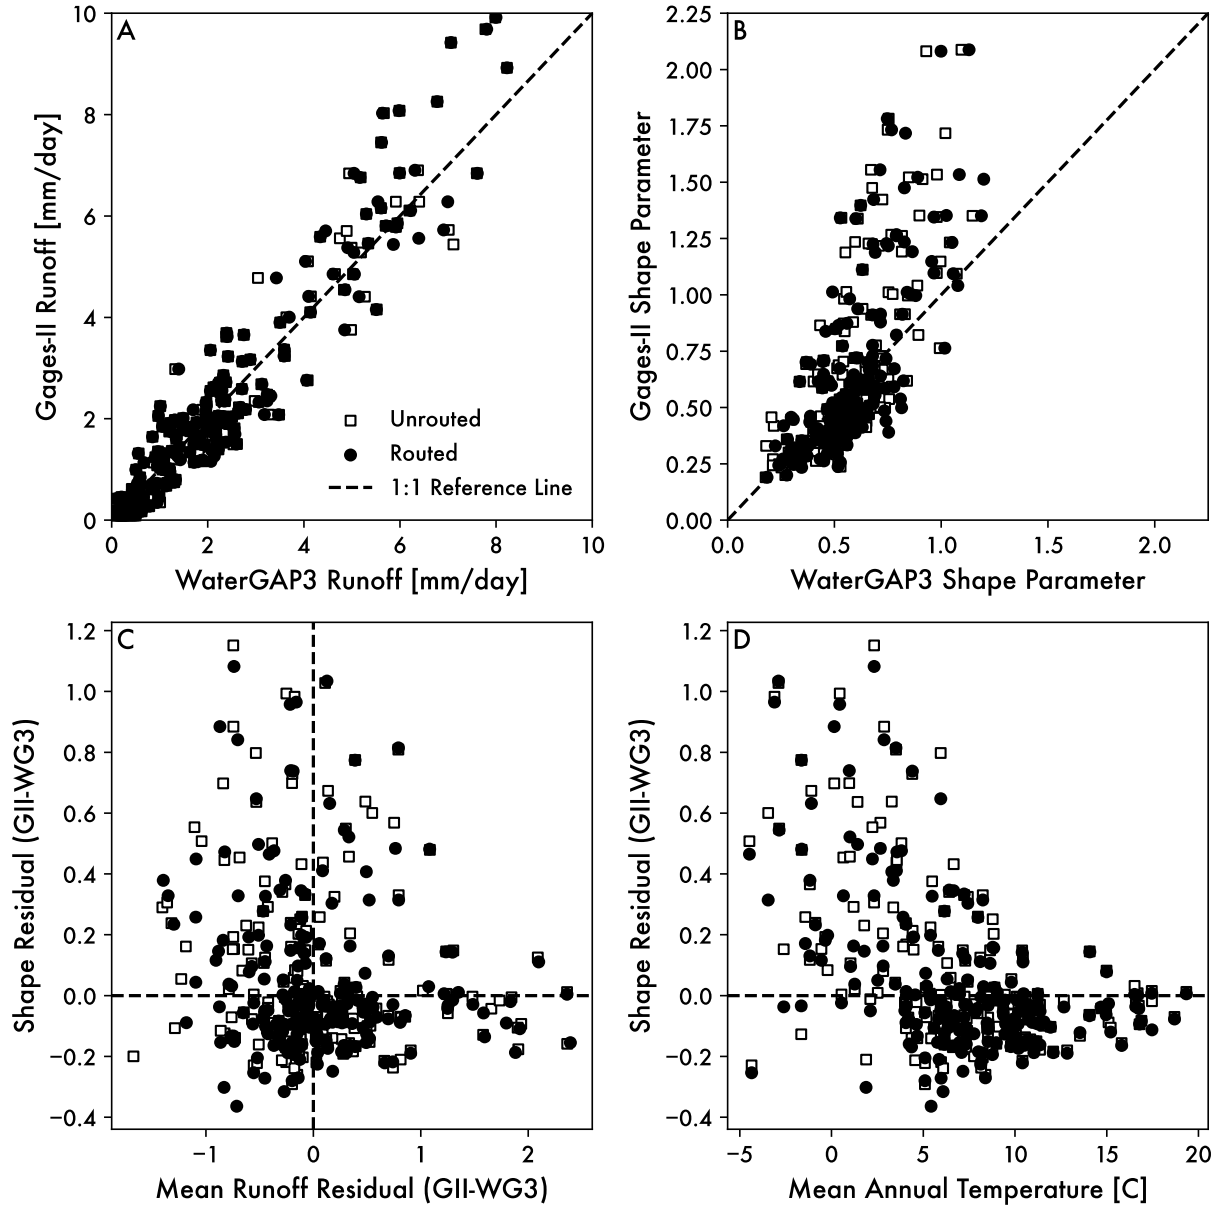 A
10
8
6
4
2
0
Gages-II Runoff [mm/day]
Unrouted
Routed
1:1 Reference Line
0 2 4 6 8 10
WaterGAP3 Runoff [mm/day]
B
2.25
2.00
1.75
1.50
1.25
1.00
0.75
0.50
0.25
0.00
Gages-II Shape Parameter
0.0 0.5 1.0 1.5 2.0
WaterGAP3 Shape Parameter
C
1.2
1.0
0.8
0.6
0.4
0.2
0.0
−0.2
−0.4
Shape Residual (GII-WG3)
−1 0 1 2
Mean Runoff Residual (GII-WG3)
D
1.2
1.0
0.8
0.6
0.4
0.2
0.0
−0.2
−0.4
Shape Residual (GII-WG3)
−5 0 5 10 15 20
Mean Annual Temperature [C]